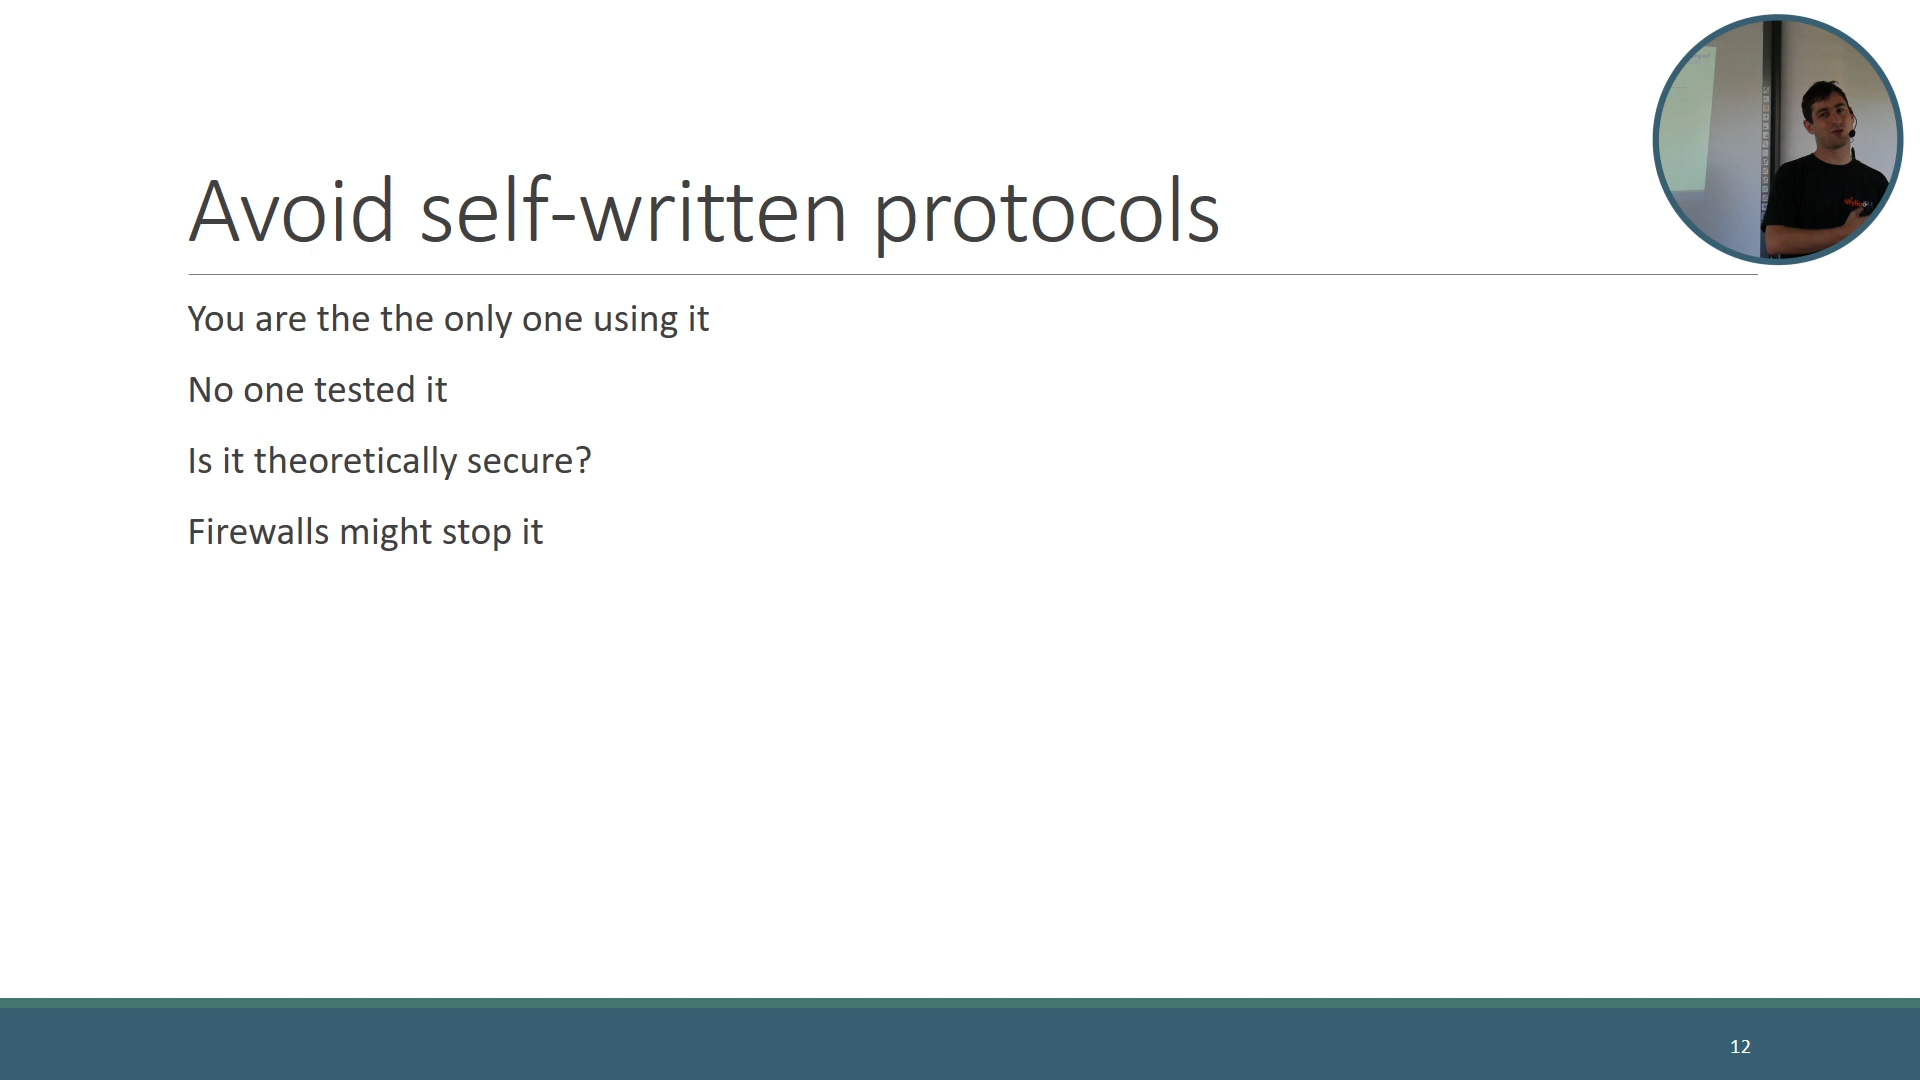 Avoid self-written protocols
You are the the only one using it
No one tested it
Is it theoretically secure?
Firewalls might stop it
12